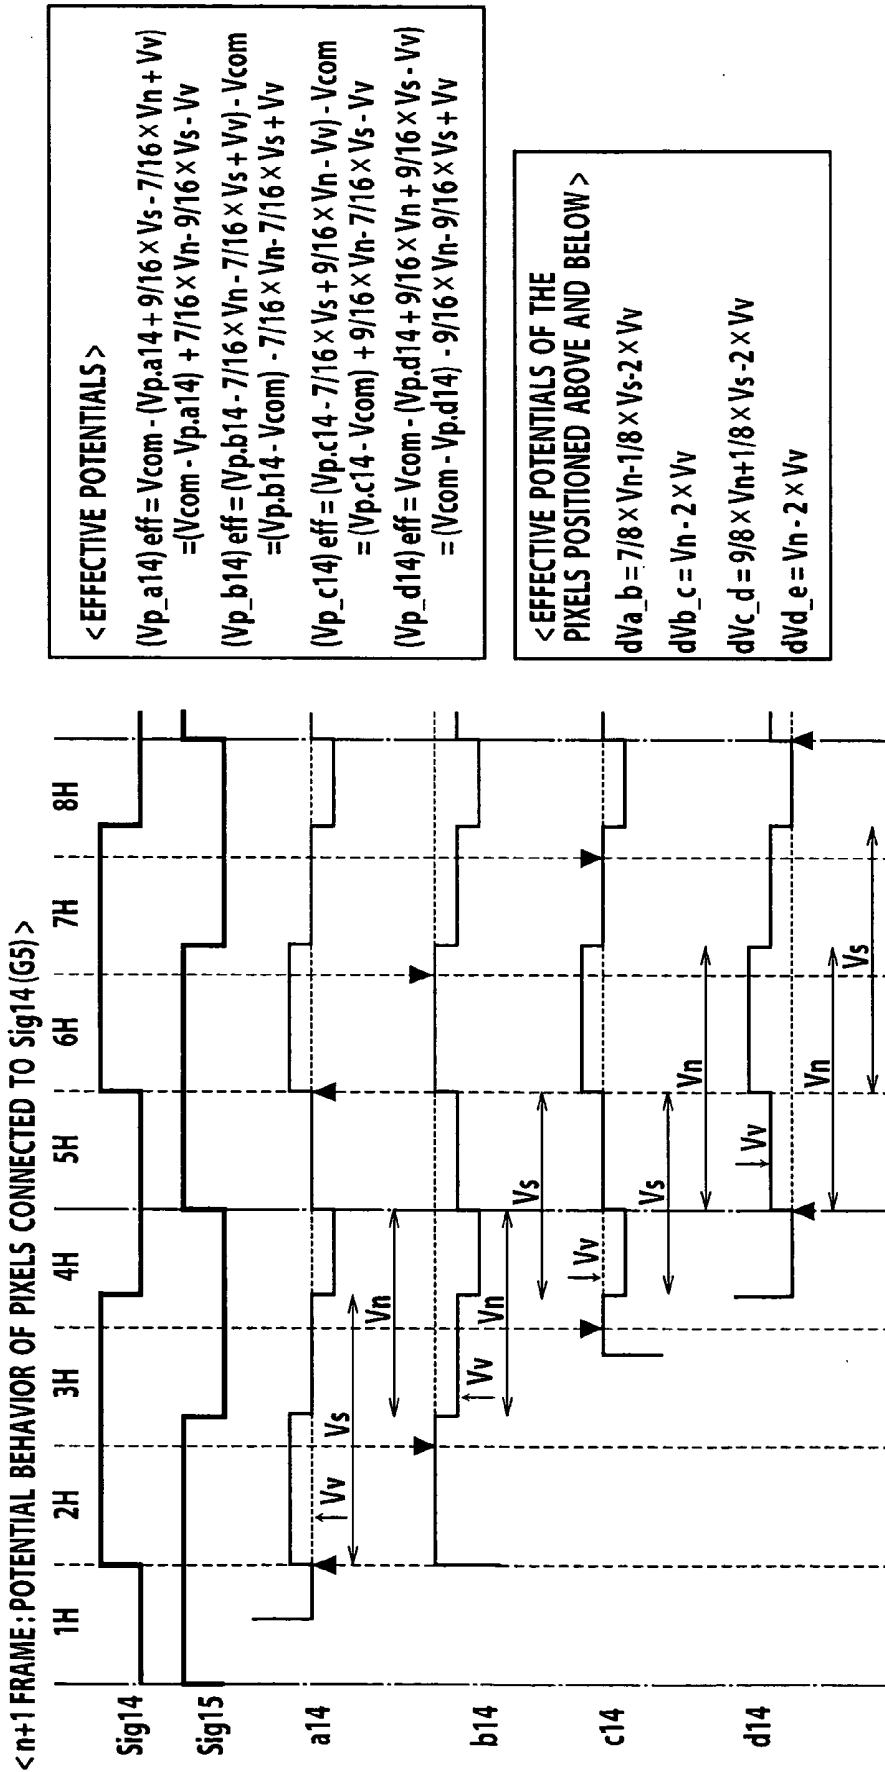 <n+1 FRAME: POTENTIAL BEHAVIOR OF PIXELS CONNECTED TO Sig14 (G5)>
1H 2H 3H 4H 5H 6H 7H 8H
Sig14
Sig15
a14
Vv
Vs
Vn
b14
Vv
Vn
Vs
c14
Vv
Vs
Vn
d14
Vv
Vn
Vs
<EFFECTIVE POTENTIALS>
(Vp_a14) eff = Vcom - (Vp.a14 + 9/16 × Vs - 7/16 × Vn + Vv)
=(Vcom - Vp.a14) + 7/16 × Vn - 9/16 × Vs - Vv
(Vp_b14) eff = (Vp.b14 - 7/16 × Vn - 7/16 × Vs + Vv) - Vcom
=(Vp.b14 - Vcom) - 7/16 × Vn - 7/16 × Vs + Vv
(Vp_c14) eff = (Vp.c14 - 7/16 × Vs + 9/16 × Vn - Vv) - Vcom
= (Vp.c14 - Vcom) + 9/16 × Vn - 7/16 × Vs - Vv
(Vp_d14) eff = Vcom - (Vp.d14 + 9/16 × Vn + 9/16 × Vs - Vv)
= (Vcom - Vp.d14) - 9/16 × Vn - 9/16 × Vs + Vv
<EFFECTIVE POTENTIALS OF THE
PIXELS POSITIONED ABOVE AND BELOW>
dVa_b = 7/8 × Vn - 1/8 × Vs - 2 × Vv
dVb_c = Vn - 2 × Vv
dVc_d = 9/8 × Vn + 1/8 × Vs - 2 × Vv
dVd_e = Vn - 2 × Vv